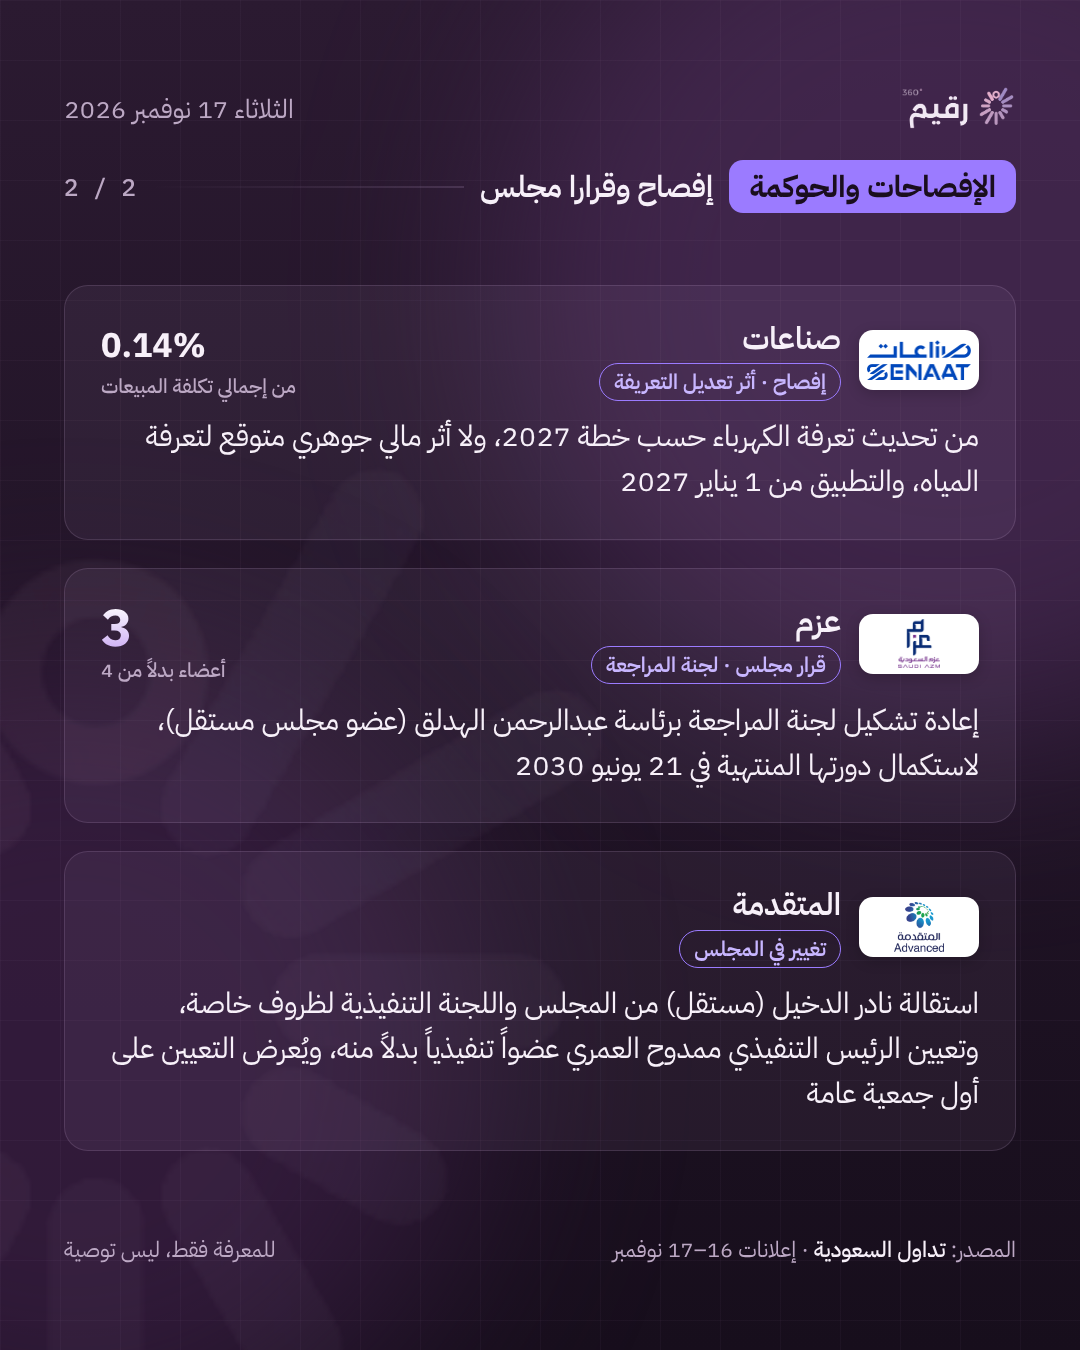 رقيم 360°
الثلاثاء 17 نوفمبر 2026
الإفصاحات والحوكمة إفصاح وقرارا مجلس
2 / 2
صناعات
SENAAT
صناعات
إفصاح · أثر تعديل التعريفة
0.14%
من إجمالي تكلفة المبيعات
من تحديث تعرفة الكهرباء حسب خطة 2027، ولا أثر مالي جوهري متوقع لتعرفة
المياه، والتطبيق من 1 يناير 2027
عزم
عزم السعودية
SAUDI AZM
عزم
قرار مجلس · لجنة المراجعة
3
أعضاء بدلاً من 4
إعادة تشكيل لجنة المراجعة برئاسة عبدالرحمن الهدلق (عضو مجلس مستقل)،
لاستكمال دورتها المنتهية في 21 يونيو 2030
المتقدمة
Advanced
المتقدمة
تغيير في المجلس
استقالة نادر الدخيل (مستقل) من المجلس واللجنة التنفيذية لظروف خاصة،
وتعيين الرئيس التنفيذي ممدوح العمري عضواً تنفيذياً بدلاً منه، ويُعرض التعيين على
أول جمعية عامة
المصدر: تداول السعودية · إعلانات 16–17 نوفمبر
للمعرفة فقط، ليس توصية